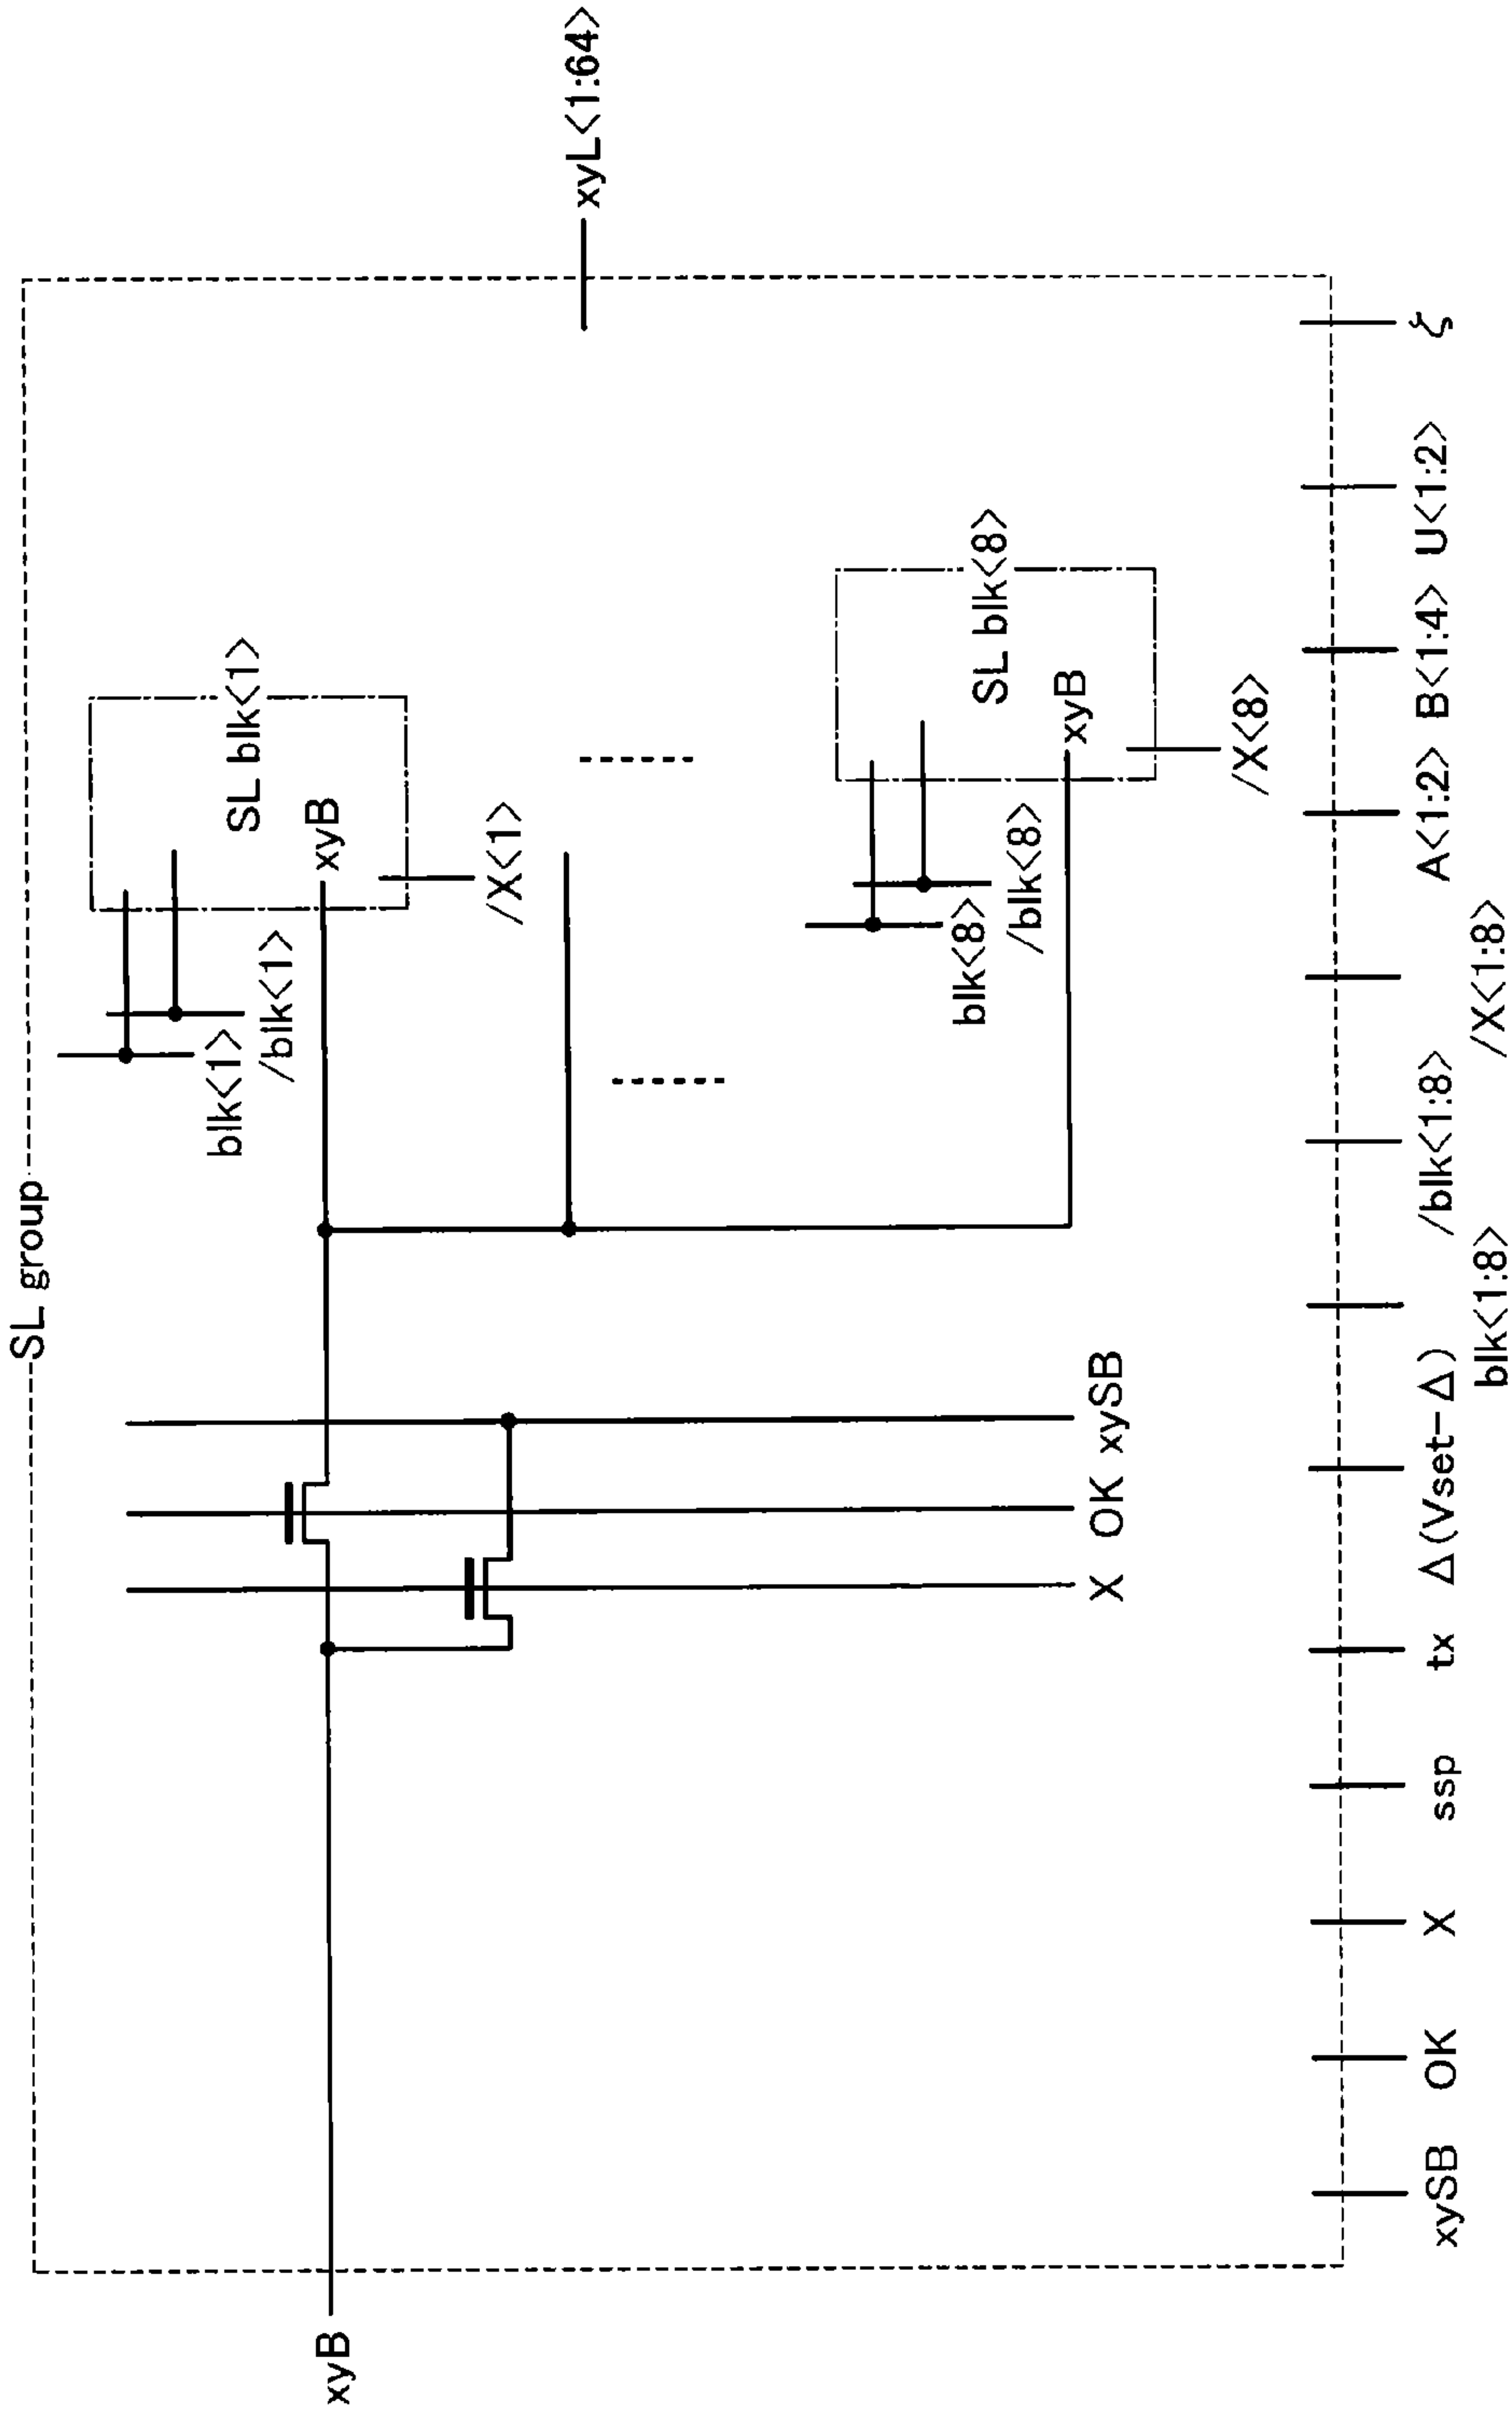 SL group
blk<1>
/blk<1>
SL blk<1>
xyB
/X<1>
xyL<1:64>
xyB
blk<8>
/blk<8>
SL blk<8>
xyB
/X<8>
X OK xySB
xySB OK X ssp tx Δ(Vset-Δ) /blk<1:8> A<1:2> B<1:4> U<1:2> ζ
blk<1:8> /X<1:8>